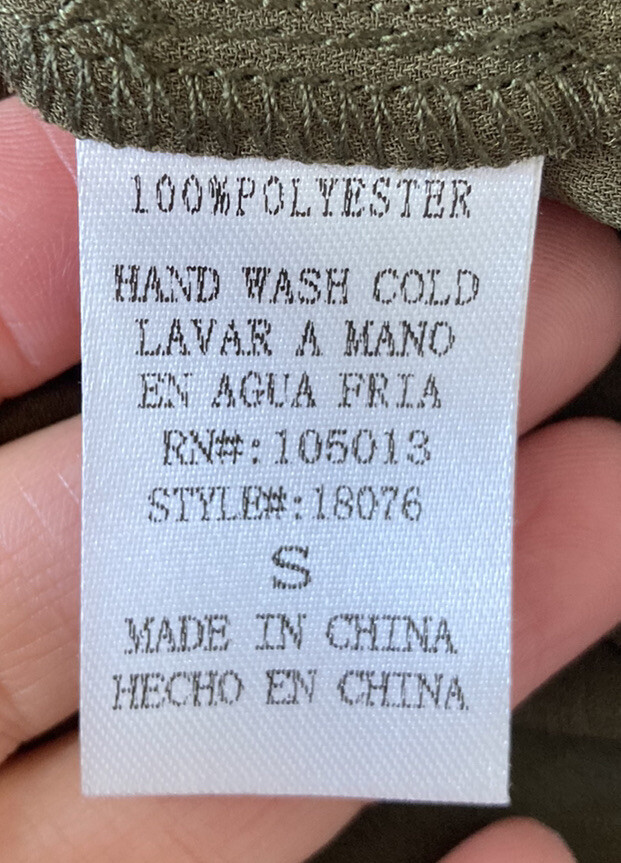 100%POLYESTER
HAND WASH COLD
LAVAR A MANO
EN AGUA FRIA
RN#:105013
STYLE#:18076
S
MADE IN CHINA
HECHO EN CHINA